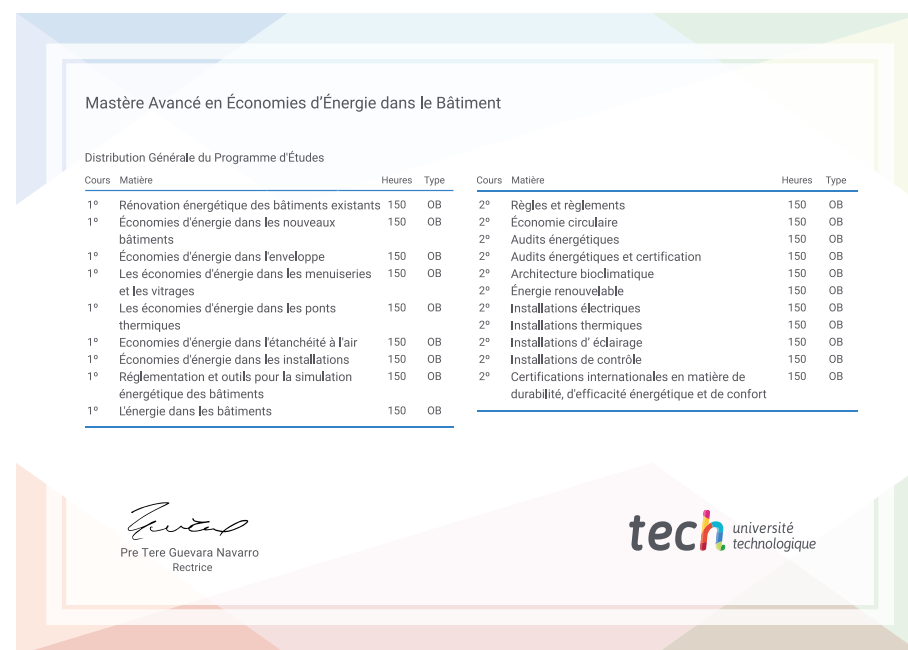 Mastère Avancé en Économies d'Énergie dans le Bâtiment
Distribution Générale du Programme d'Études
Cours Matière Heures Type
1º Rénovation énergétique des bâtiments existants 150 OB
1º Économies d'énergie dans les nouveaux 150 OB
bâtiments
1º Économies d'énergie dans l'enveloppe 150 OB
1º Les économies d'énergie dans les menuiseries 150 OB
et les vitrages
1º Les économies d'énergie dans les ponts 150 OB
thermiques
1º Economies d'énergie dans l'étanchéité à l'air 150 OB
1º Économies d'énergie dans les installations 150 OB
1º Réglementation et outils pour la simulation 150 OB
énergétique des bâtiments
1º L'énergie dans les bâtiments 150 OB
Cours Matière Heures Type
2º Règles et règlements 150 OB
2º Économie circulaire 150 OB
2º Audits énergétiques 150 OB
2º Audits énergétiques et certification 150 OB
2º Architecture bioclimatique 150 OB
2º Énergie renouvelable 150 OB
2º Installations électriques 150 OB
2º Installations thermiques 150 OB
2º Installations d' éclairage 150 OB
2º Installations de contrôle 150 OB
2º Certifications internationales en matière de 150 OB
durabilité, d'efficacité énergétique et de confort
Pre Tere Guevara Navarro
Rectrice
tech université
technologique